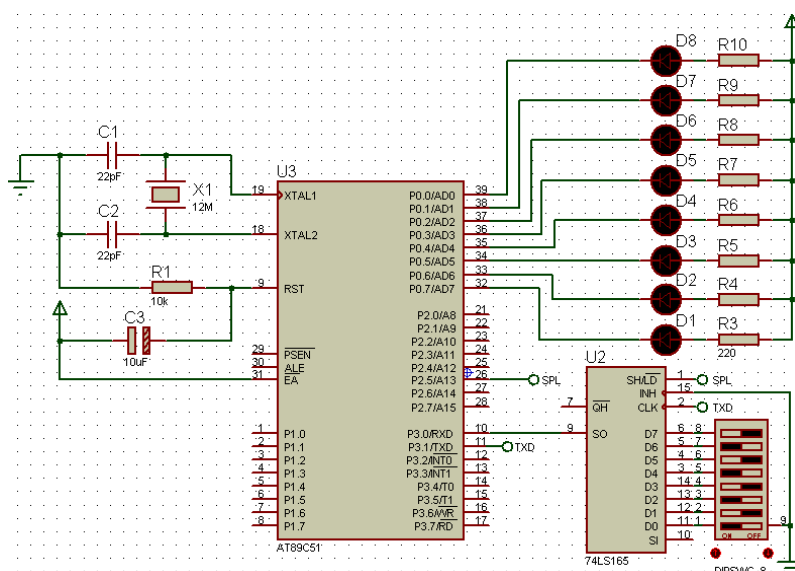 D8 R10
D7 R9
D6 R8
D5 R7
D4 R6
D3 R5
D2 R4
D1 R3
220
C1
22pF
X1
12M
C2
22pF
R1
10k
C3
10uF
U3
19 XTAL1 P0.0/AD0 39
P0.1/AD1 38
P0.2/AD2 37
18 XTAL2 P0.3/AD3 36
P0.4/AD4 35
P0.5/AD5 34
P0.6/AD6 33
9 RST P0.7/AD7 32
P2.0/A8 21
P2.1/A9 22
P2.2/A10 23
29 PSEN P2.3/A11 24
30 ALE P2.4/A12 25
31 EA P2.5/A13 26 SPL
P2.6/A14 27
P2.7/A15 28
1 P1.0 P3.0/RXD 10
2 P1.1 P3.1/TXD 11 TXD
3 P1.2 P3.2/INT0 12
4 P1.3 P3.3/INT1 13
5 P1.4 P3.4/T0 14
6 P1.5 P3.5/T1 15
7 P1.6 P3.6/WR 16
8 P1.7 P3.7/RD 17
AT89C51
U2
SH/LD 1 SPL
INH 15
7 QH CLK 2 TXD
9 SO D7 6 8
D6 5 7
D5 4 6
D4 3 5
D3 14 4
D2 13 3
D1 12 2
D0 11 1 9
SI 10
ON OFF
74LS165